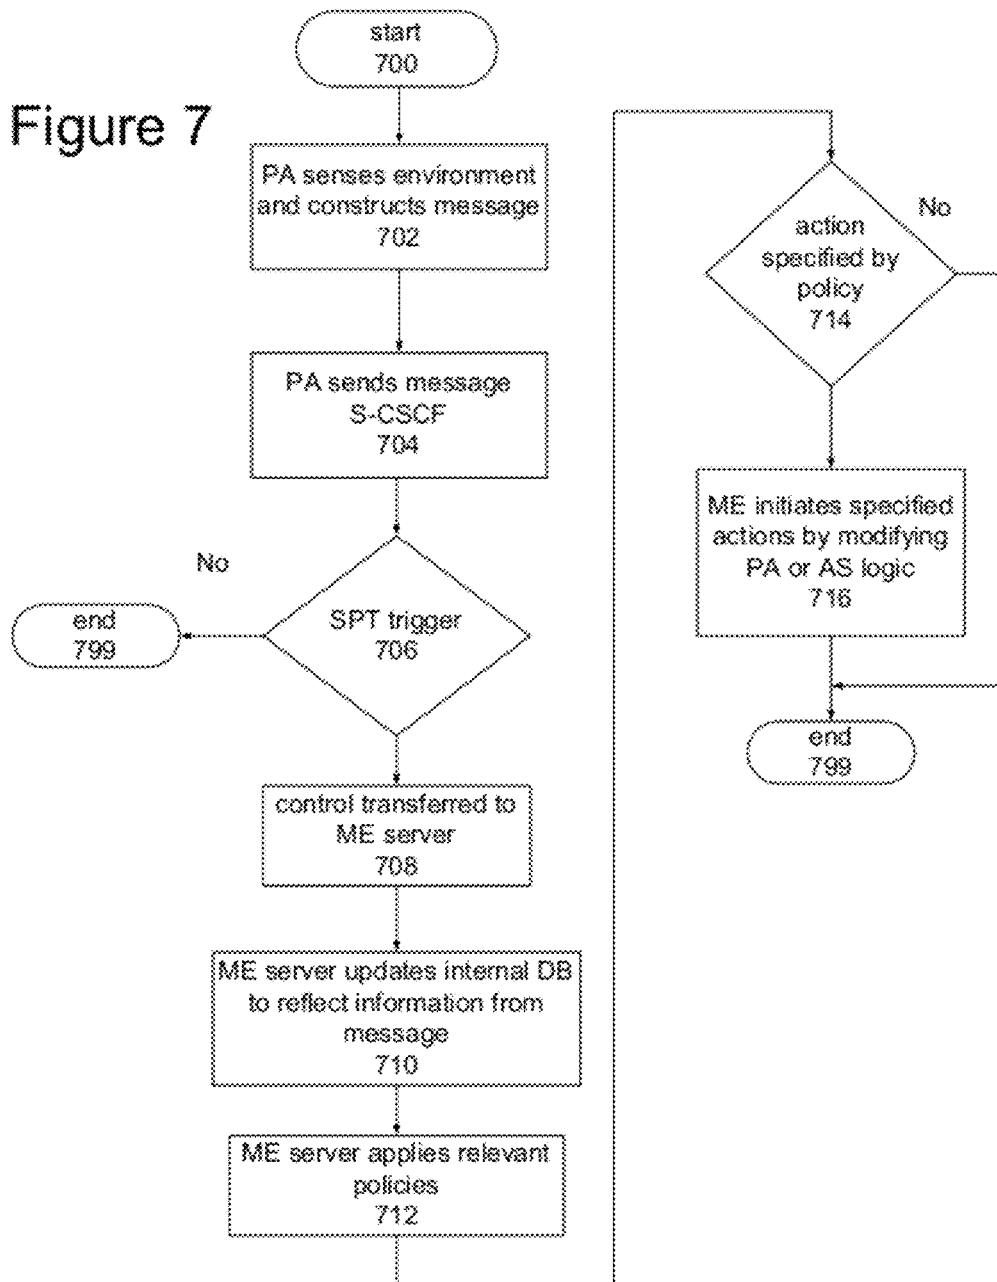 Figure 7
start
700
PA senses environment
and constructs message
702
PA sends message
S-CSCF
704
No
SPT trigger
706
end
799
control transferred to
ME server
708
ME server updates internal DB
to reflect information from
message
710
ME server applies relevant
policies
712
action
specified by
policy
714
No
ME initiates specified
actions by modifying
PA or AS logic
716
end
799